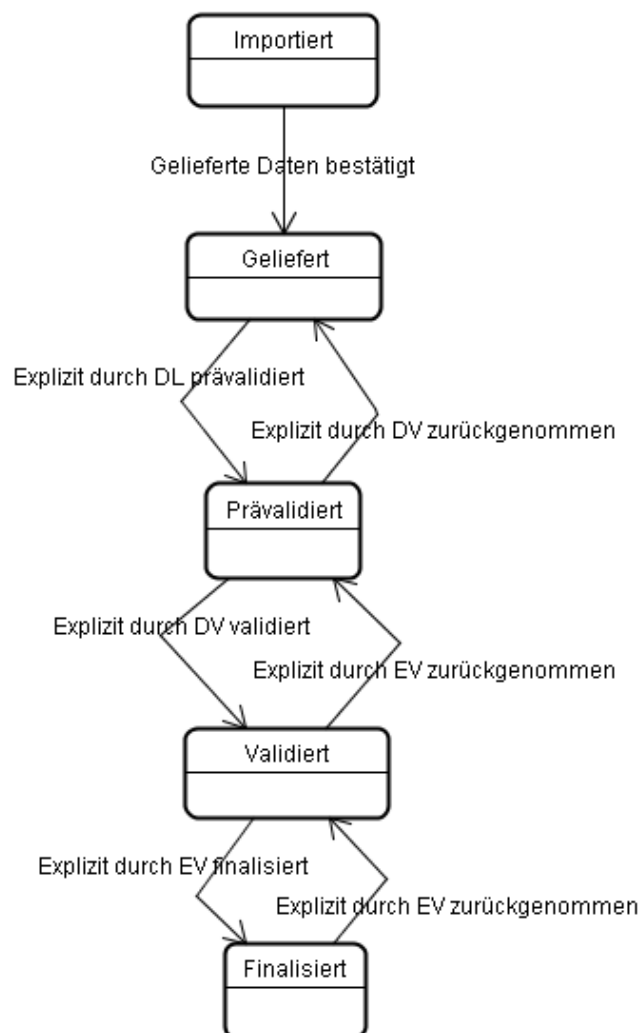 Importiert
Gelieferte Daten bestätigt
Geliefert
Explizit durch DL prävalidiert
Explizit durch DV zurückgenommen
Prävalidiert
Explizit durch DV validiert
Explizit durch EV zurückgenommen
Validiert
Explizit durch EV finalisiert
Explizit durch EV zurückgenommen
Finalisiert